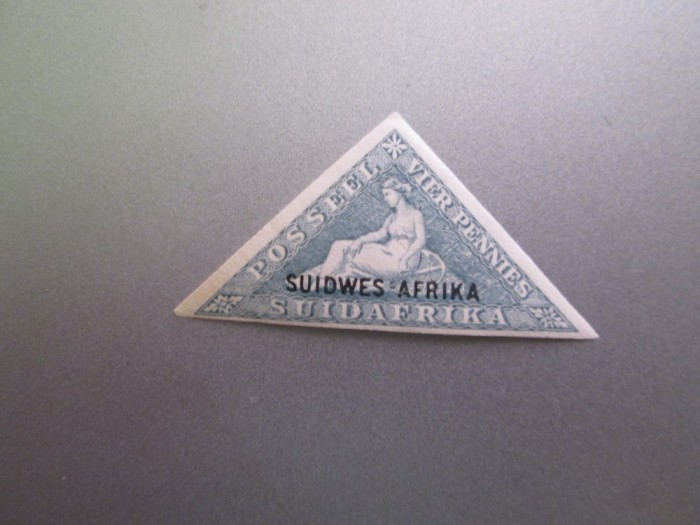 POSSEEL
VIER PENNIES
SUIDWES-AFRIKA
SUIDAFRIKA